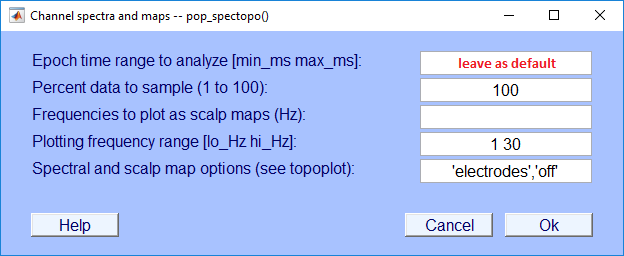 Channel spectra and maps -- pop_spectopo()
Epoch time range to analyze [min_ms max_ms]: leave as default
Percent data to sample (1 to 100): 100
Frequencies to plot as scalp maps (Hz):
Plotting frequency range [lo_Hz hi_Hz]: 1 30
Spectral and scalp map options (see topoplot): 'electrodes','off'
Help Cancel Ok